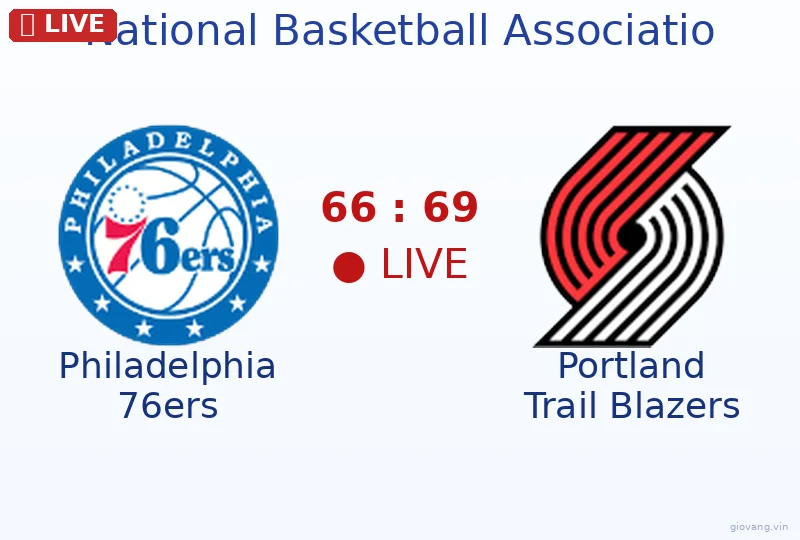 LIVE
National Basketball Associatio
PHILADELPHIA
76ers
66 : 69
● LIVE
Philadelphia
76ers
Portland
Trail Blazers
giovang.vin